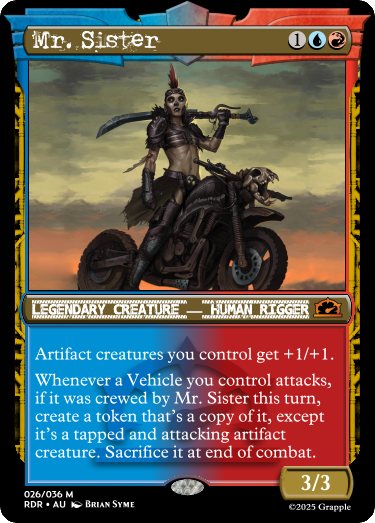 Mr. Sister
1
Legendary Creature — Human Rigger
Artifact creatures you control get +1/+1.
Whenever a Vehicle you control attacks,
if it was crewed by Mr. Sister this turn,
create a token that's a copy of it, except
it's a tapped and attacking artifact
creature. Sacrifice it at end of combat.
3/3
026/036 M
RDR • AU Brian Syme
©2025 Grapple